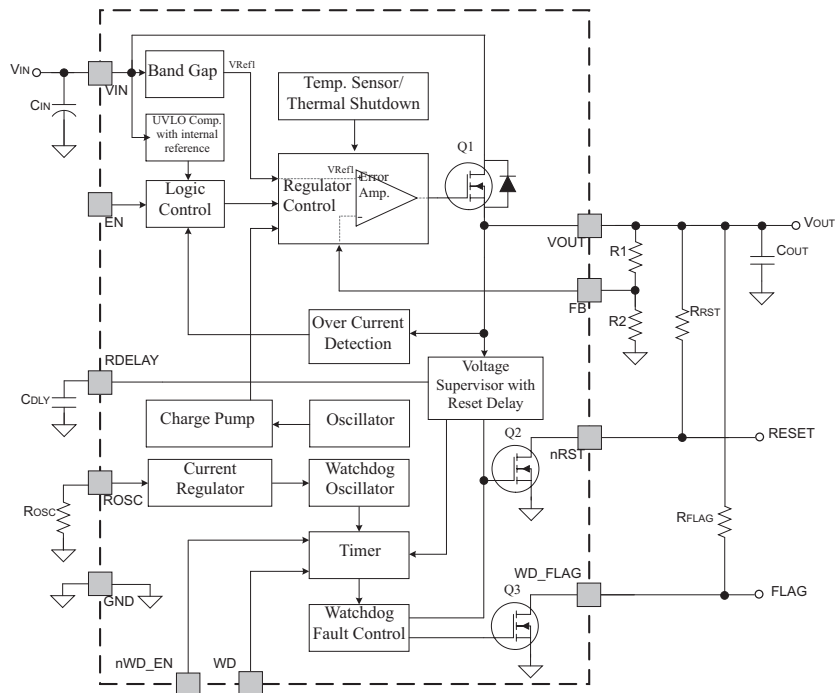 VIN
CIN
VIN
Band Gap
VRef1
Temp. Sensor/
Thermal Shutdown
UVLO Comp.
with internal
reference
Q1
VRef1
Error
Amp.
+
-
Regulator
Control
Logic
Control
EN
VOUT
VOUT
COUT
R1
FB
R2
RRST
Over Current
Detection
RDELAY
CDLY
Voltage
Supervisor with
Reset Delay
Charge Pump
Oscillator
Q2
nRST
RESET
ROSC
ROSC
Current
Regulator
Watchdog
Oscillator
RFLAG
Timer
GND
WD_FLAG
FLAG
Q3
Watchdog
Fault Control
nWD_EN
WD